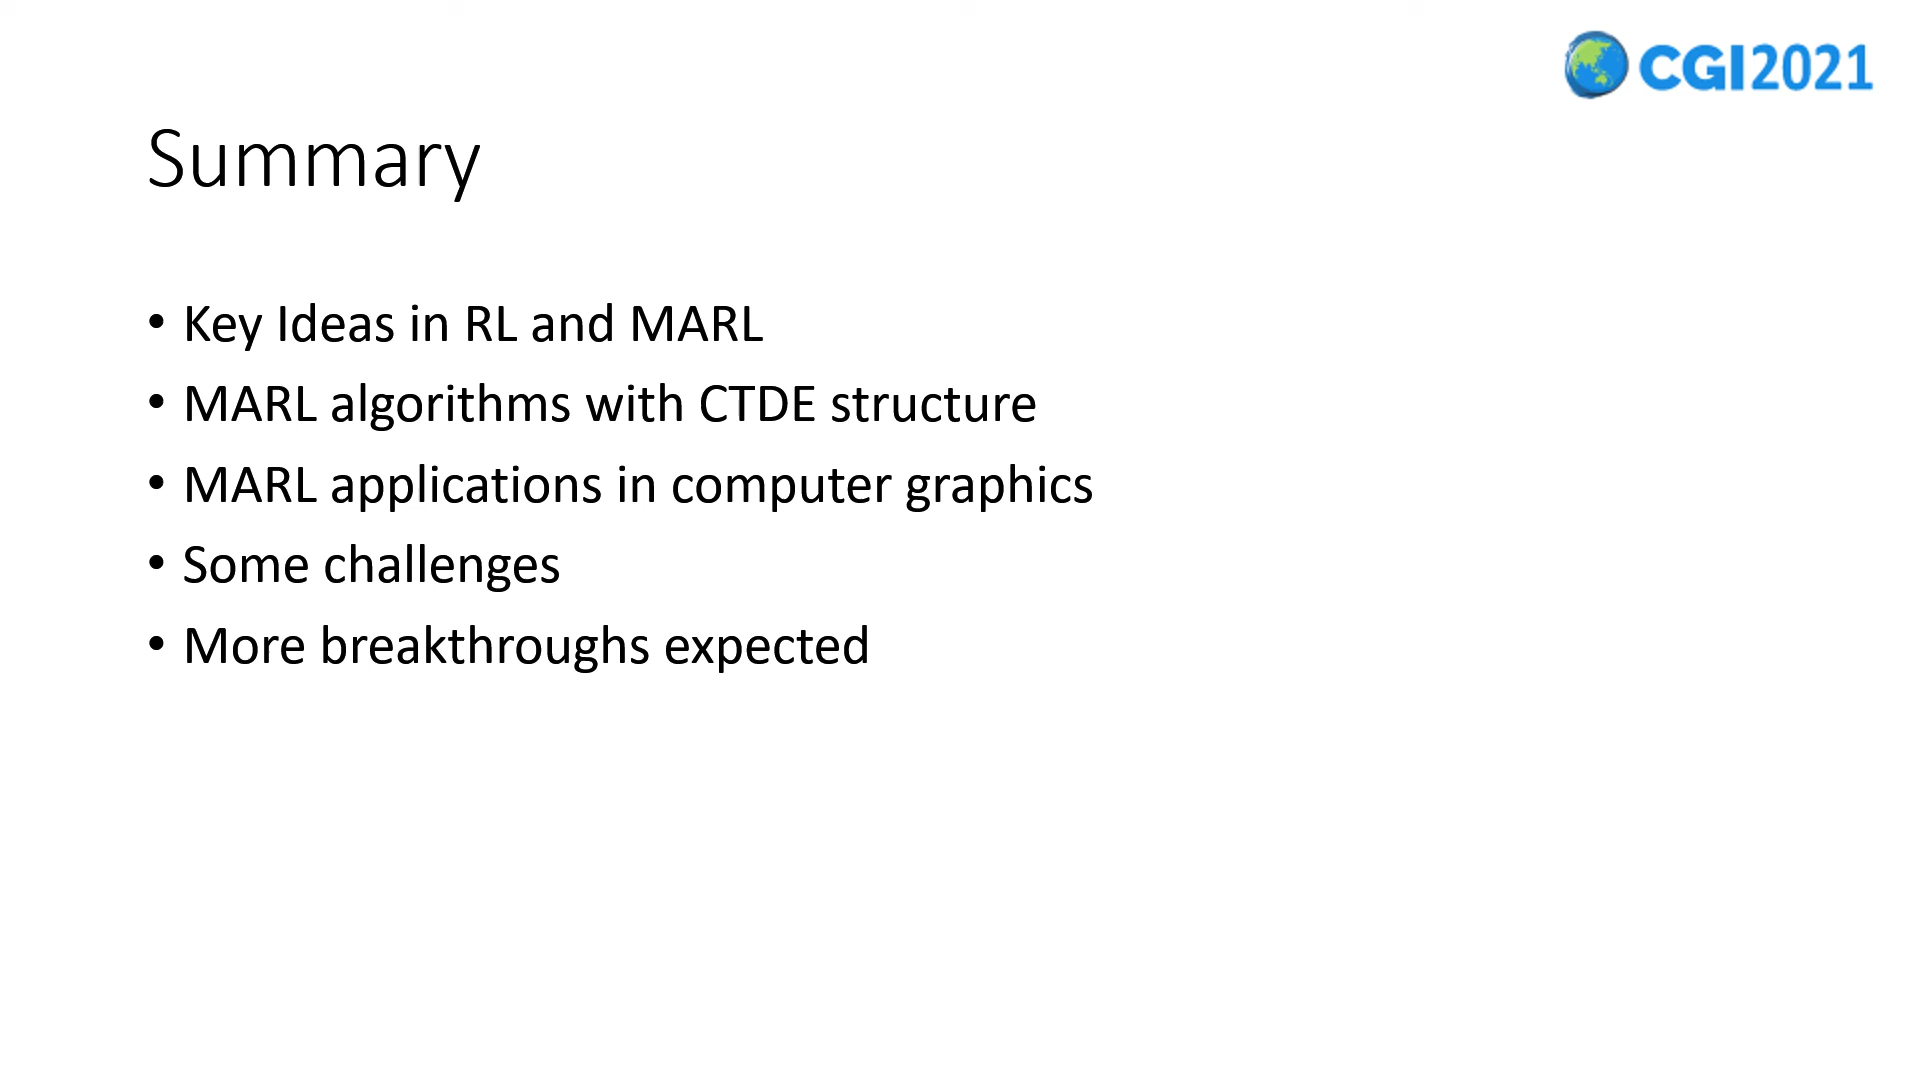 CGI2021
Summary
• Key Ideas in RL and MARL
• MARL algorithms with CTDE structure
• MARL applications in computer graphics
• Some challenges
• More breakthroughs expected